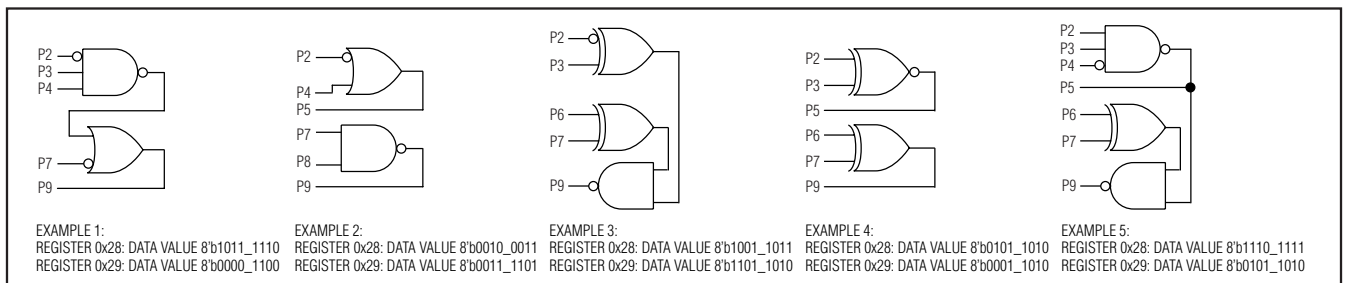 P2
P3
P4
P7
P9
EXAMPLE 1:
REGISTER 0x28: DATA VALUE 8'b1011_1110
REGISTER 0x29: DATA VALUE 8'b0000_1100
P2
P4
P5
P7
P8
P9
EXAMPLE 2:
REGISTER 0x28: DATA VALUE 8'b0010_0011
REGISTER 0x29: DATA VALUE 8'b0011_1101
P2
P3
P6
P7
P9
EXAMPLE 3:
REGISTER 0x28: DATA VALUE 8'b1001_1011
REGISTER 0x29: DATA VALUE 8'b1101_1010
P2
P3
P5
P6
P7
P9
EXAMPLE 4:
REGISTER 0x28: DATA VALUE 8'b0101_1010
REGISTER 0x29: DATA VALUE 8'b0001_1010
P2
P3
P4
P5
P6
P7
P9
EXAMPLE 5:
REGISTER 0x28: DATA VALUE 8'b1110_1111
REGISTER 0x29: DATA VALUE 8'b0101_1010